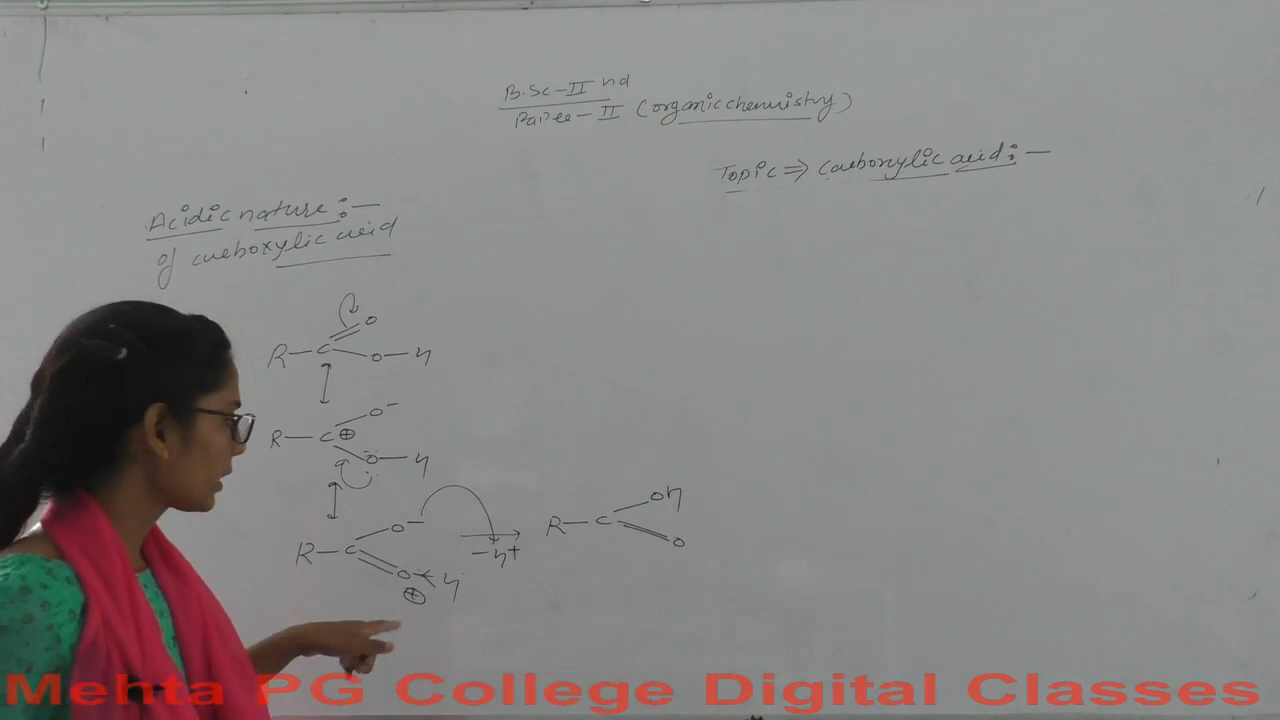 B.Sc-II nd
Paper-II (organic chemistry)
Topic ⇒ carboxylic acid:-
Acidic nature :-
of carboxylic acid
R-C=O
O-H
R-C⊕ O-
O-H
R-C O-
=O⊕ H
-H+
R-C OH
=O
Mehta PG College Digital Classes